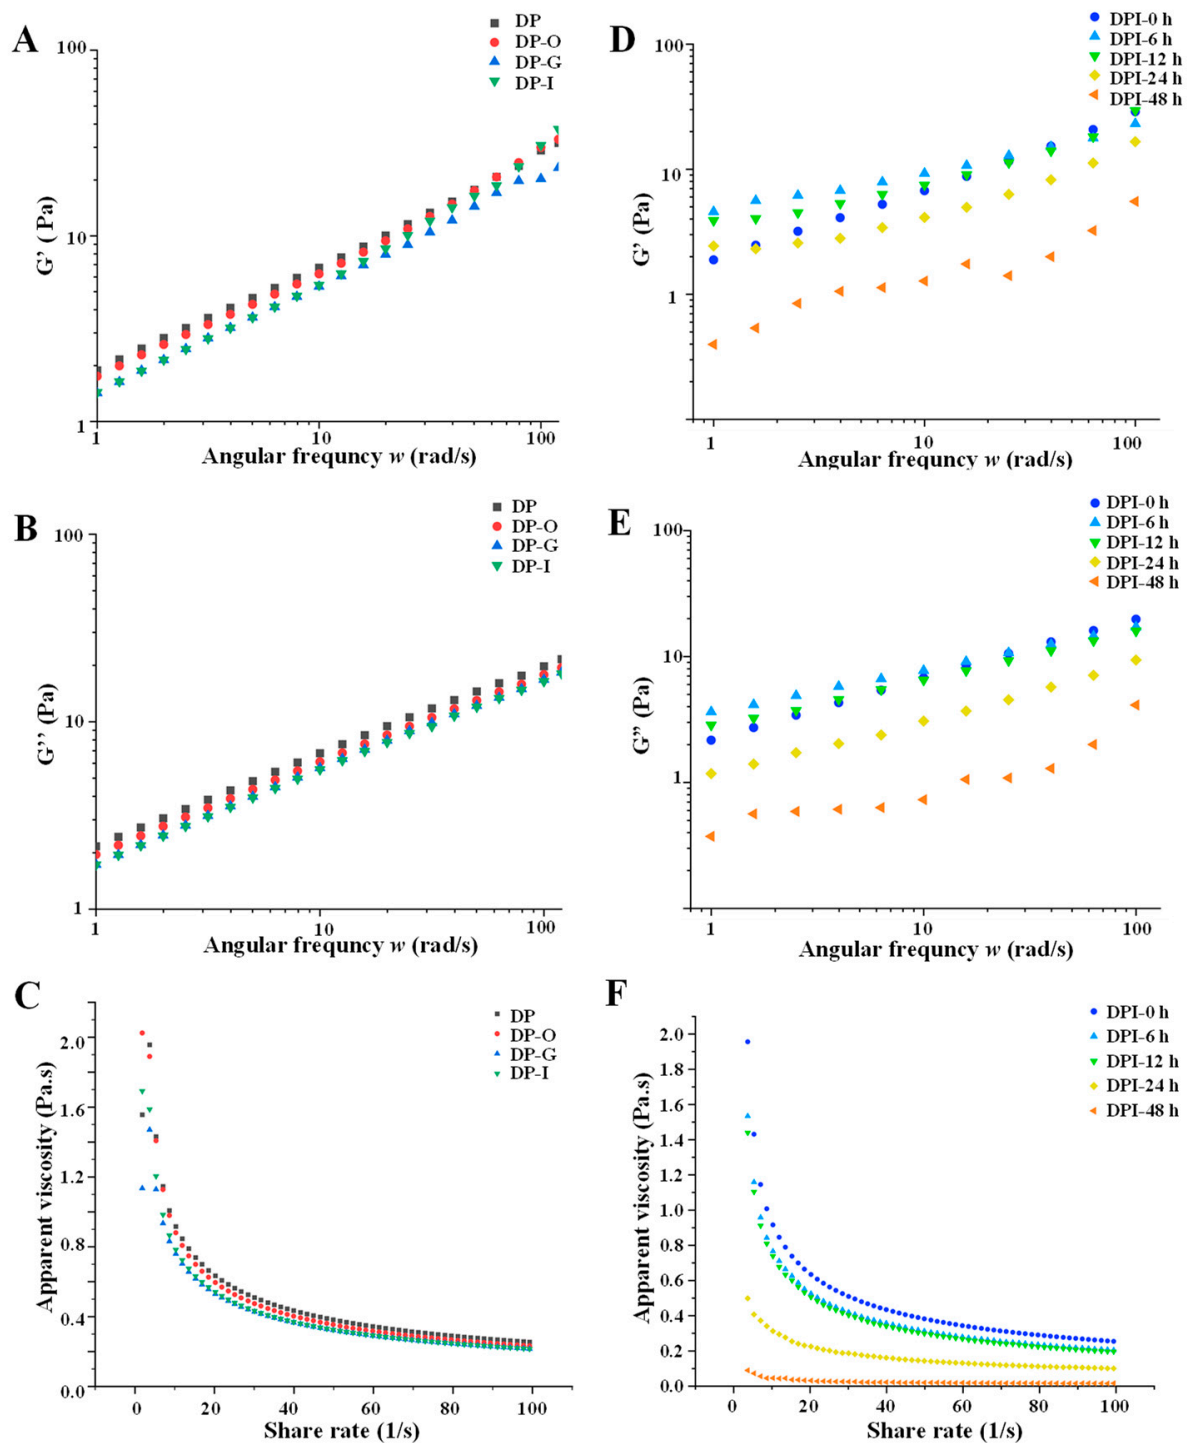 A
DP
DP-O
DP-G
DP-I
100
10
1
G’ ( Pa)
1
10
100
Angular frequncy w (rad/s)
D
DPI-0 h
DPI-6 h
DPI-12 h
DPI-24 h
DPI-48 h
100
10
1
G’ (Pa)
1
10
100
Angular frequncy w (rad/s)
B
DP
DP-O
DP-G
DP-I
100
10
1
G’’ (Pa)
1
10
100
Angular frequncy w (rad/s)
E
DPI-0 h
DPI-6 h
DPI-12 h
DPI-24 h
DPI-48 h
100
10
1
G” (Pa)
1
10
100
Angular frequncy w (rad/s)
C
DP
DP-O
DP-G
DP-I
2.0
1.6
1.2
0.8
0.4
0.0
Apparent viscosity (Pa.s)
0
20
40
60
80
100
Share rate (1/s)
F
DPI-0 h
DPI-6 h
DPI-12 h
DPI-24 h
DPI-48 h
2.0
1.8
1.6
1.4
1.2
1.0
0.8
0.6
0.4
0.2
0.0
Apparent viscosity (Pa.s)
0
20
40
60
80
100
Share rate (1/s)